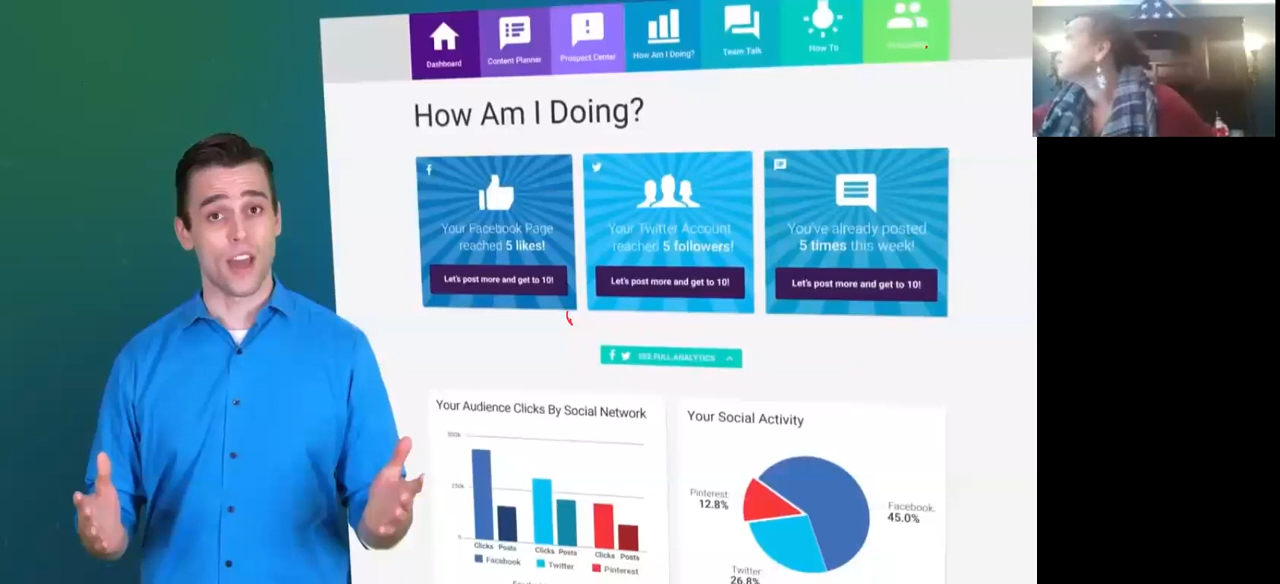 Dashboard
Content Planner
Prospect Center
How Am I Doing?
Team Talk
How To
How Am I Doing?
Your Facebook Page
reached 5 likes!
Let's post more and get to 10!
Your Twitter Account
reached 5 followers!
Let's post more and get to 10!
You've already posted
5 times this week!
Let's post more and get to 10!
SEE FULL ANALYTICS
Your Audience Clicks By Social Network
Clicks Posts
Clicks Posts
Clicks Posts
Facebook
Twitter
Pinterest
Your Social Activity
Pinterest:
12.8%
Facebook:
45.0%
Twitter:
26.8%